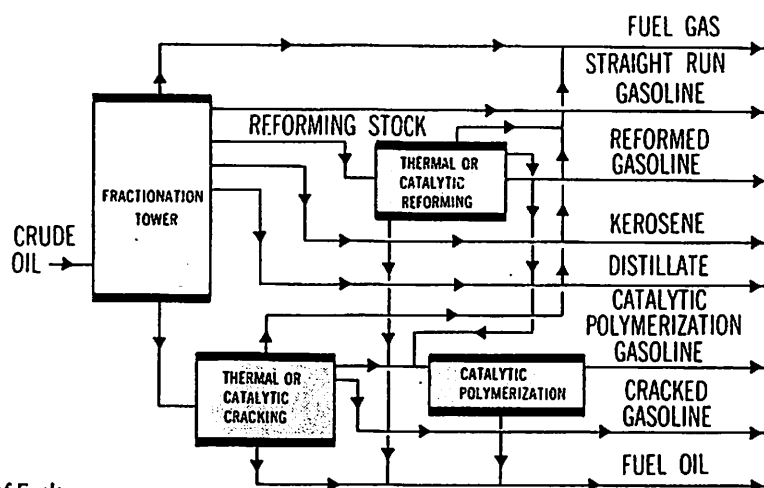 FUEL GAS
STRAIGHT RUN
GASOLINE
REFORMING STOCK
REFORMED
GASOLINE
THERMAL OR
CATALYTIC
REFORMING
FRACTIONATION
TOWER
KEROSENE
CRUDE
OIL
DISTILLATE
CATALYTIC
POLYMERIZATION
GASOLINE
THERMAL OR
CATALYTIC
CRACKING
CATALYTIC
POLYMERIZATION
CRACKED
GASOLINE
FUEL OIL